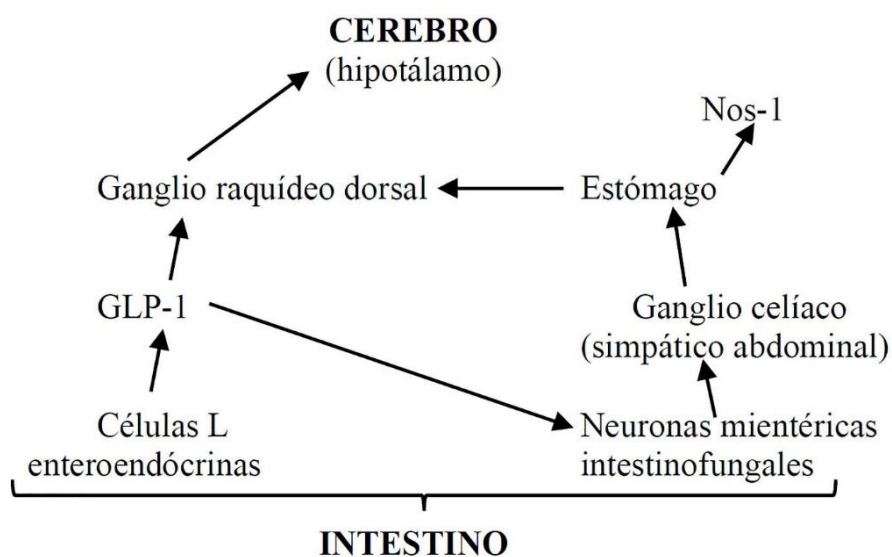 CEREBRO
(hipotálamo)
Nos-1
Ganglio raquídeo dorsal
Estómago
GLP-1
Ganglio celíaco
(simpático abdominal)
Células L
enteroendócrinas
Neuronas mientéricas
intestinofungales
INTESTINO